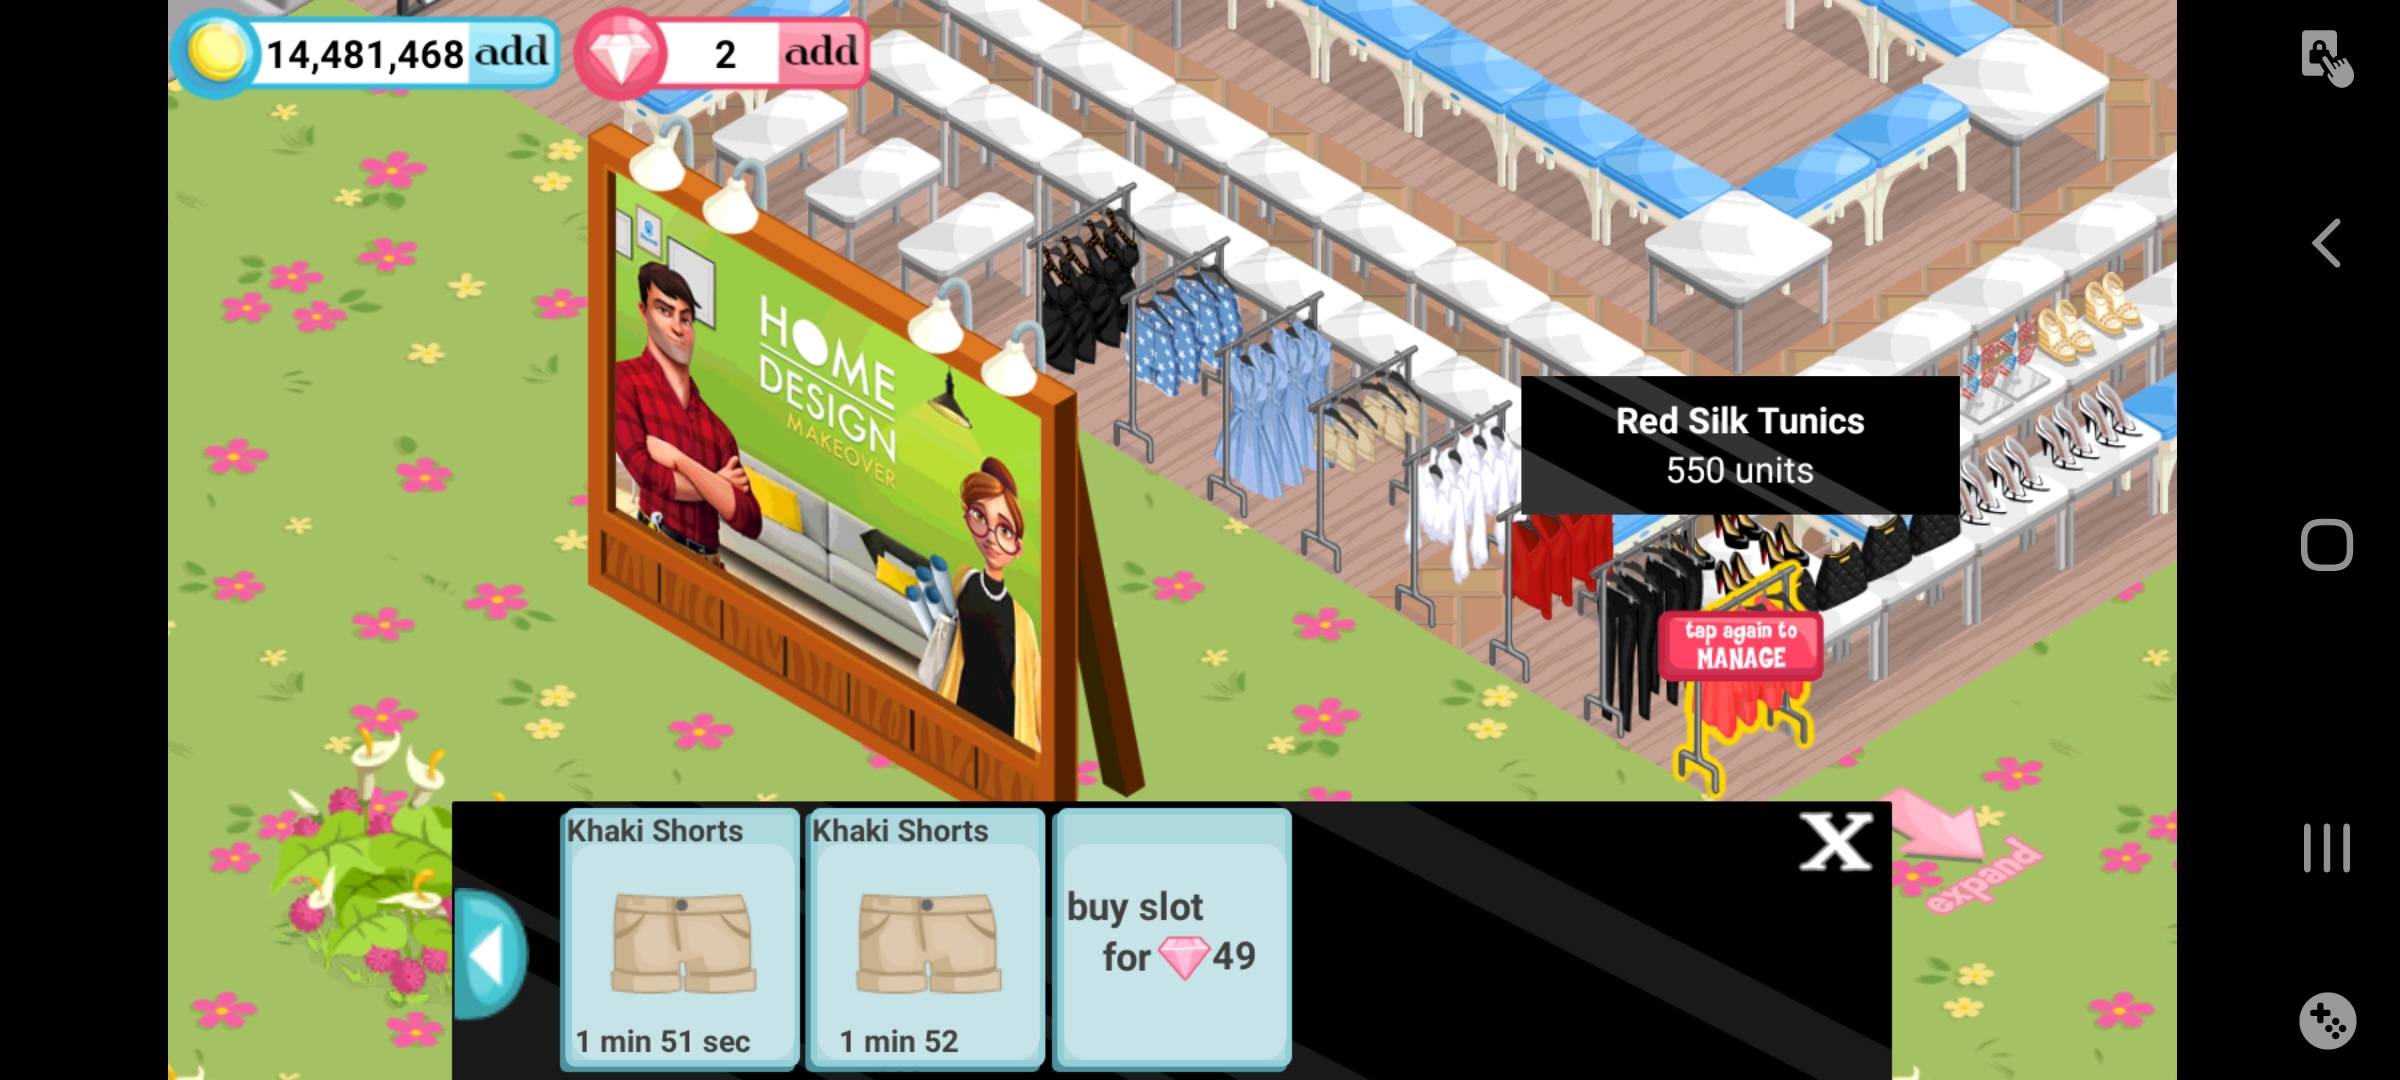 14,481,468 add
2 add
HOME
DESIGN
MAKEOVER
Red Silk Tunics
550 units
tap again to
MANAGE
expand
X
Khaki Shorts
1 min 51 sec
Khaki Shorts
1 min 52
buy slot
for 49